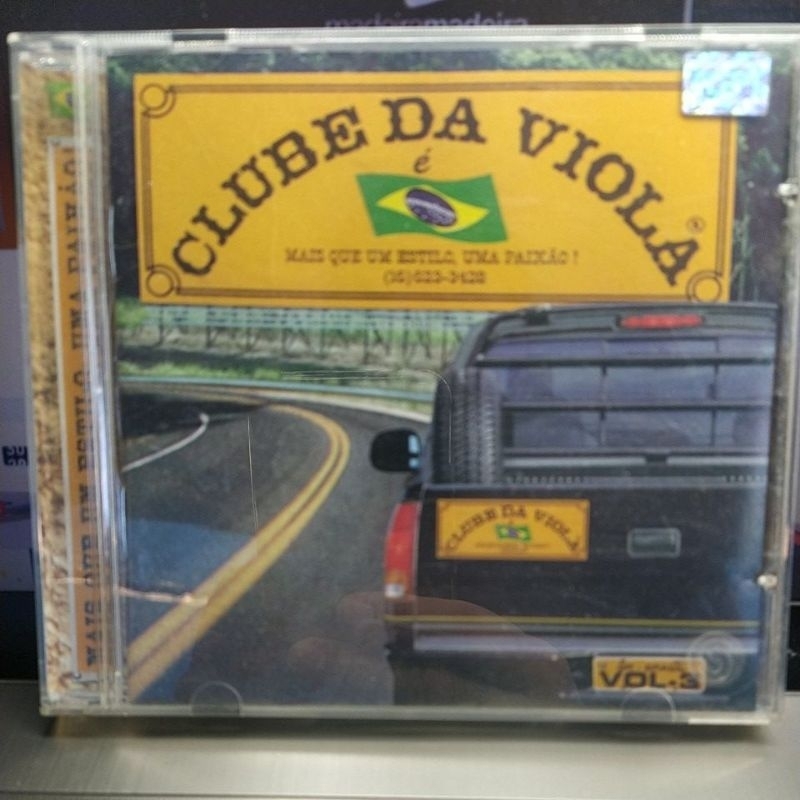 madeiramadeira
CLUBE DA VIOLA
é
MAIS QUE UM ESTILO, UMA PAIXÃO!
CLUBE DA VIOLA
VOL.3
MAIS QUE UM ESTILO, UMA PAIXÃO!